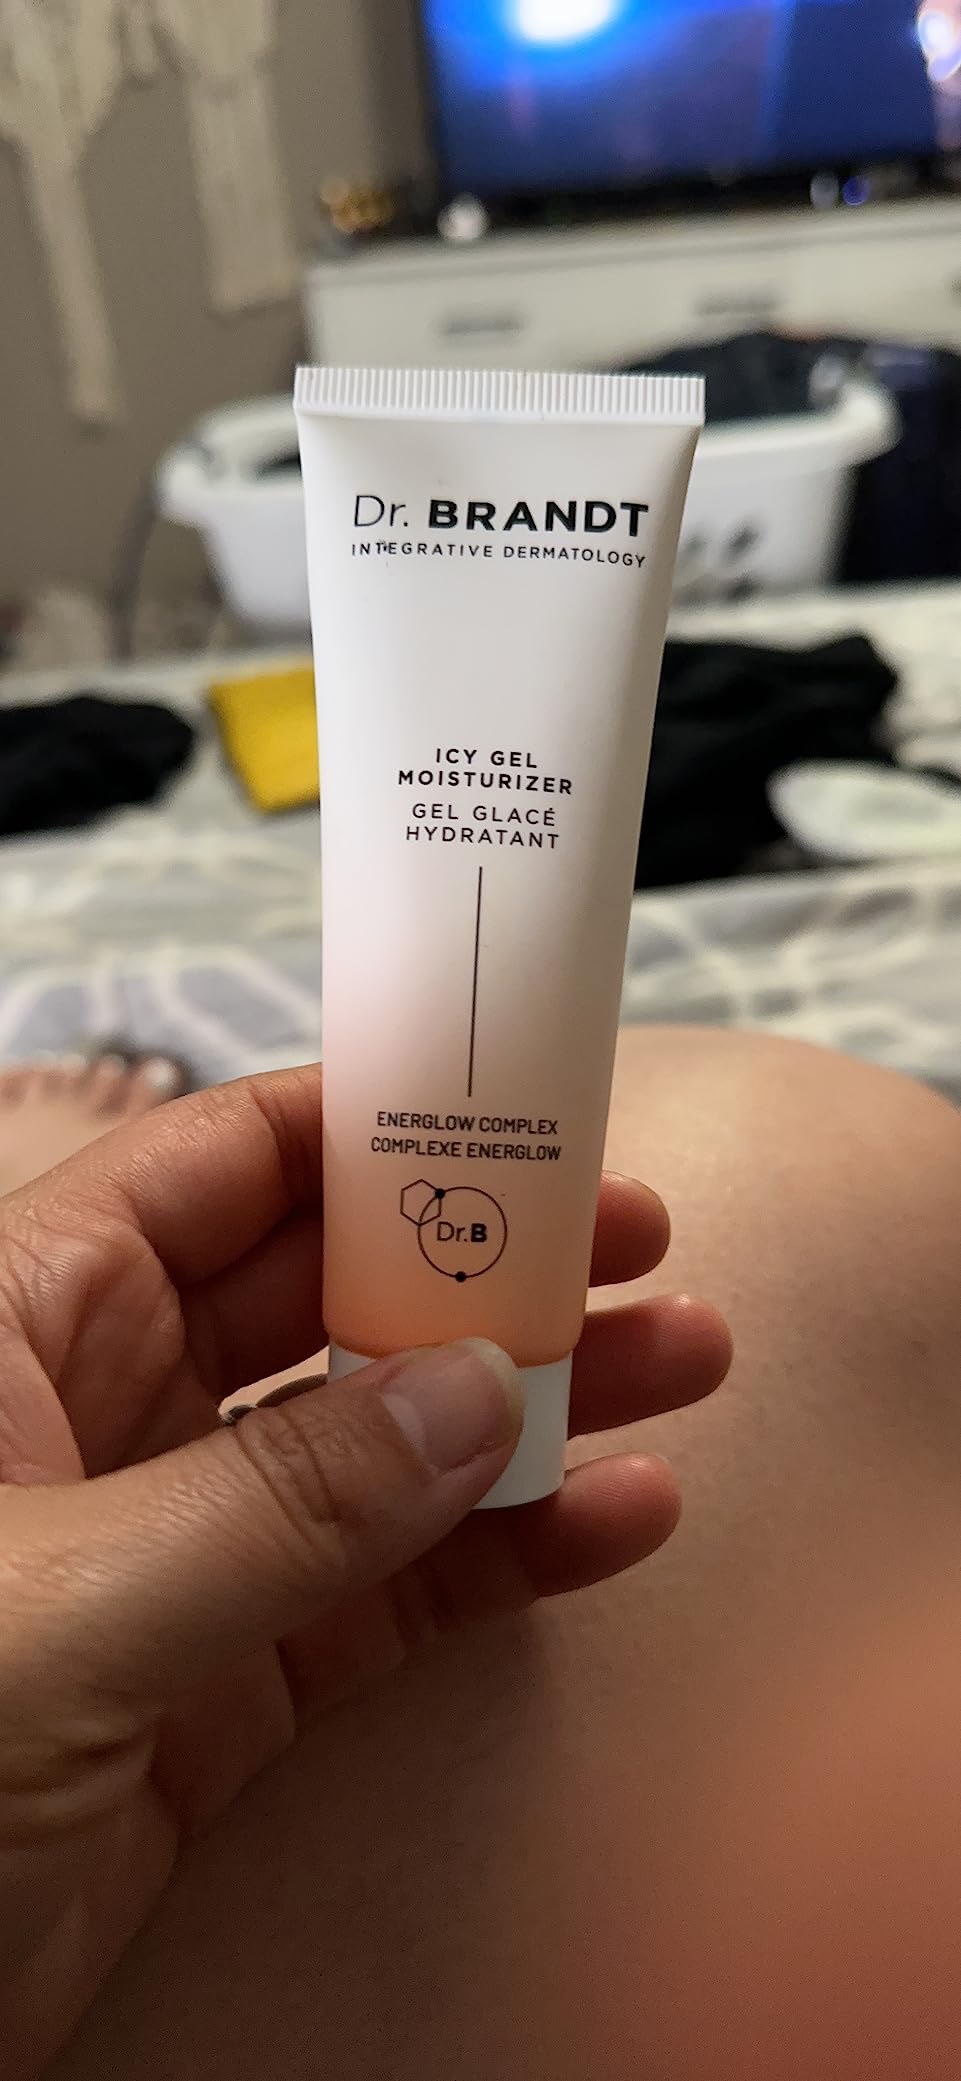 Dr. BRANDT
INTEGRATIVE DERMATOLOGY
ICY GEL
MOISTURIZER
GEL GLACÉ
HYDRATANT
ENERGLOW COMPLEX
COMPLEXE ENERGLOW
Dr.B